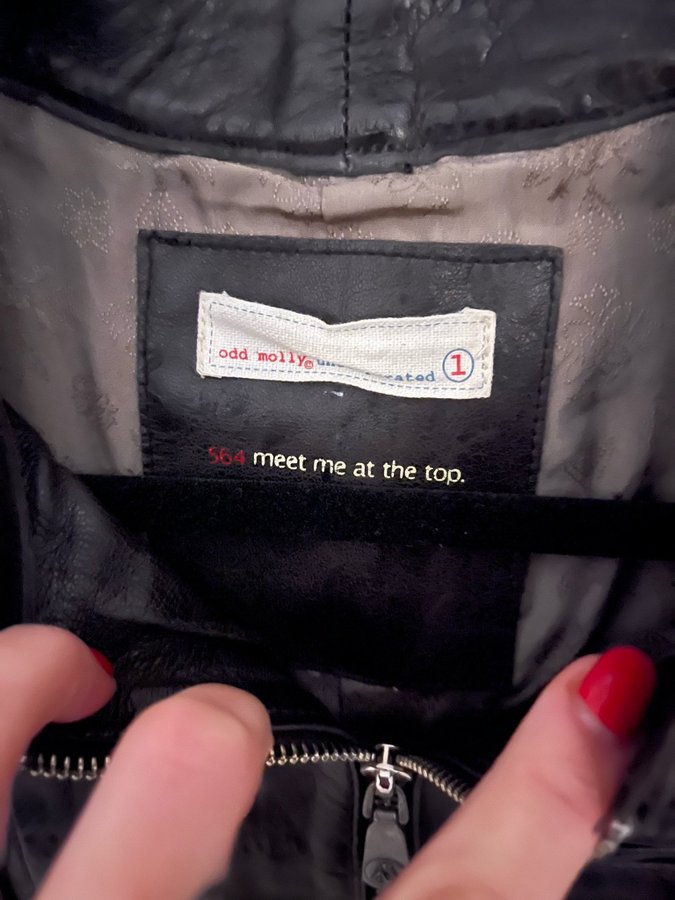 odd molly©
1
564 meet me at the top.